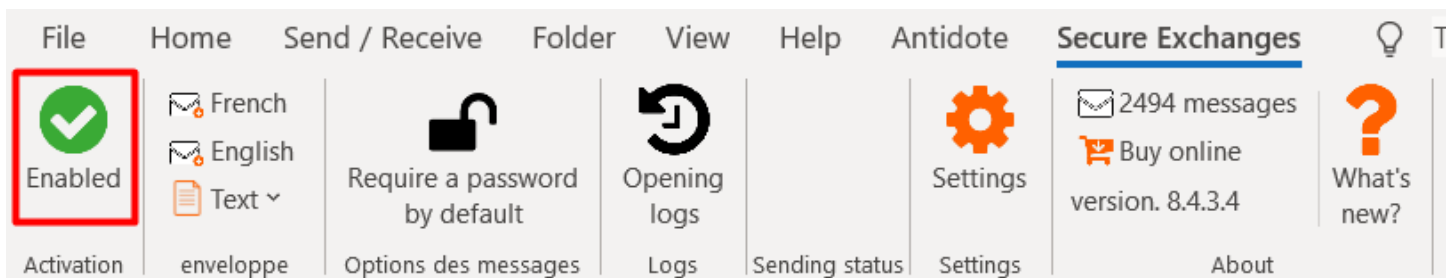 File Home Send / Receive Folder View Help Antidote Secure Exchanges T
Enabled
Activation
French
English
Text
enveloppe
Require a password
by default
Options des messages
Opening
logs
Logs
Sending status
Settings
Settings
2494 messages
Buy online
version. 8.4.3.4
What's
new?
About